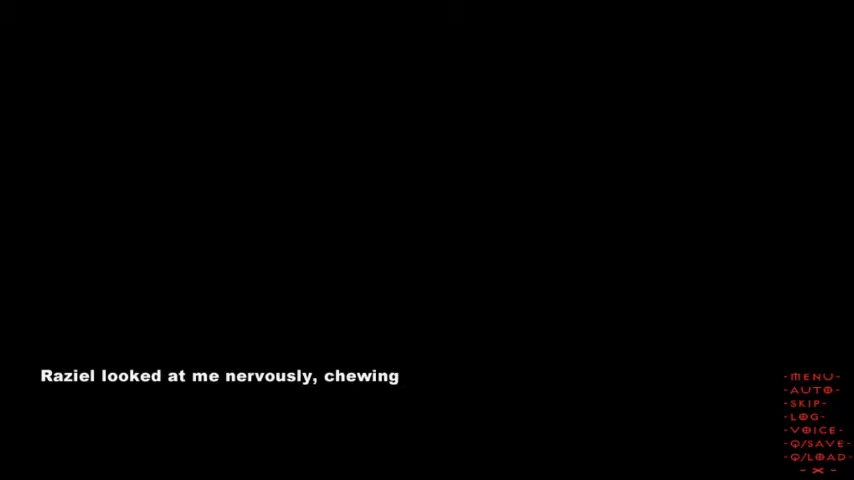 Raziel looked at me nervously, chewing
-MENU-
-AUTO-
-SKIP-
-LOG-
-VOICE-
-Q/SAVE-
-Q/LOAD-
-×-